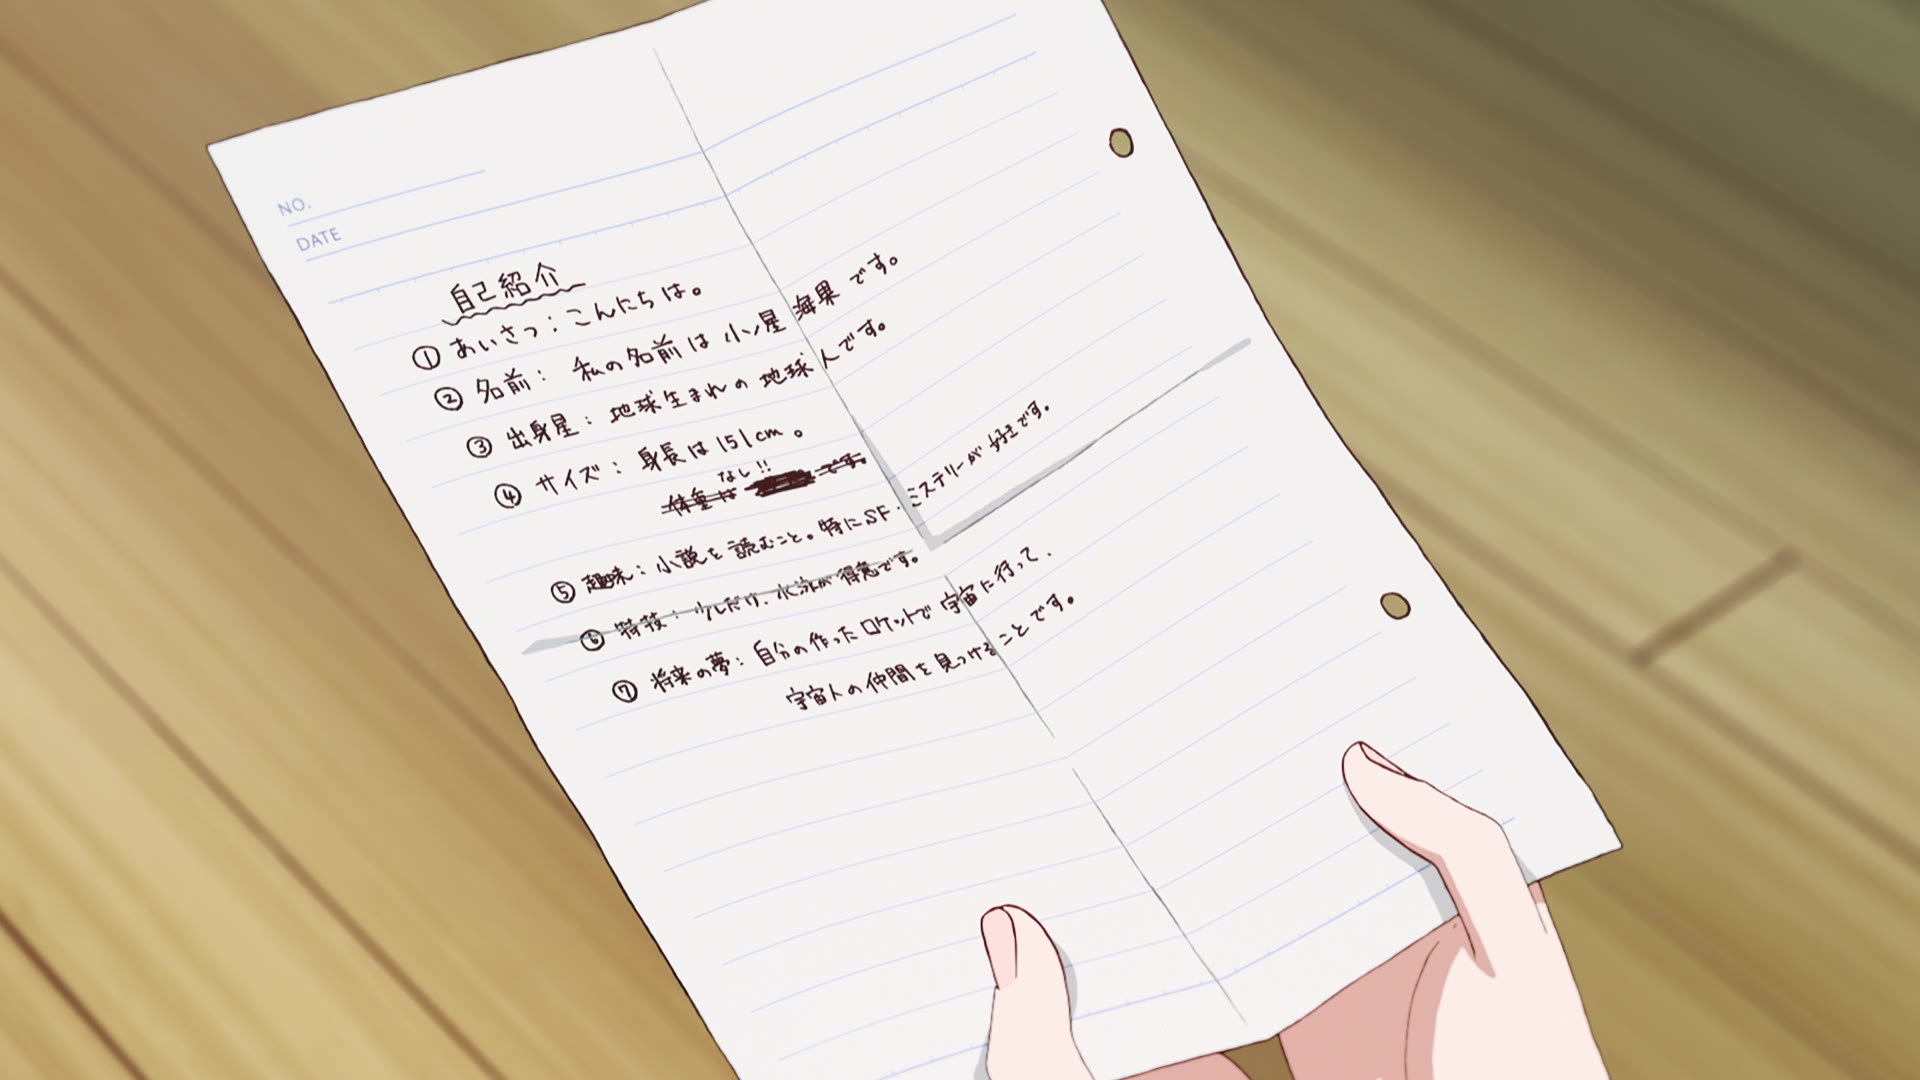 NO.
DATE
自己紹介
① あいさつ：こんにちは。
② 名前： 私の名前は小ノ星 海果です。
③ 出身星： 地球生まれの地球人です。
④ サイズ： 身長は151cm。
なし!!
体重は です。
⑤ 趣味：小説を読むこと。特にSF・ミステリーが好きです。
⑥ 特技：少しだけ、水泳が得意です。
⑦ 将来の夢：自分の作ったロケットで宇宙に行って、
宇宙人の仲間を見つけることです。